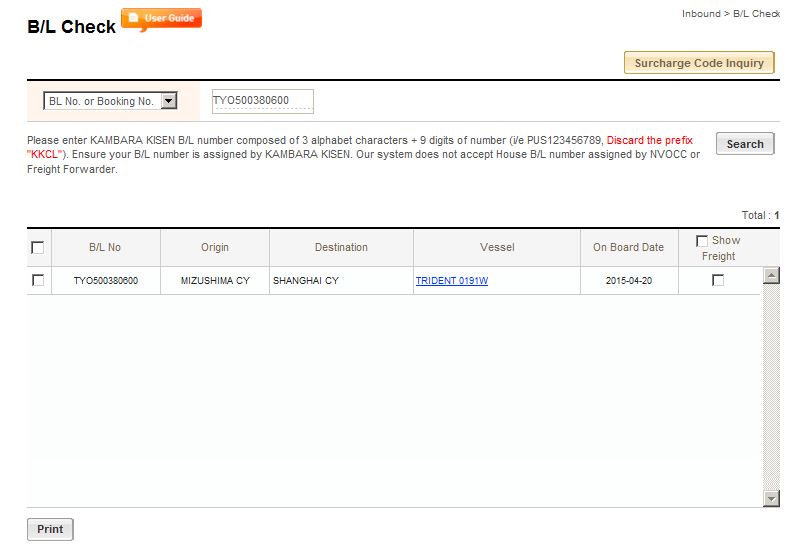 B/L Check
User Guide
Inbound > B/L Check
Surcharge Code Inquiry
BL No. or Booking No.
TYO500380600
Please enter KAMBARA KISEN B/L number composed of 3 alphabet characters + 9 digits of number (i/e PUS123456789, Discard the prefix
"KKCL"). Ensure your B/L number is assigned by KAMBARA KISEN. Our system does not accept House B/L number assigned by NVOCC or
Freight Forwarder.
Search
Total : 1
B/L No Origin Destination Vessel On Board Date Show
Freight
TYO500380600 MIZUSHIMA CY SHANGHAI CY TRIDENT 0191W 2015-04-20
Print